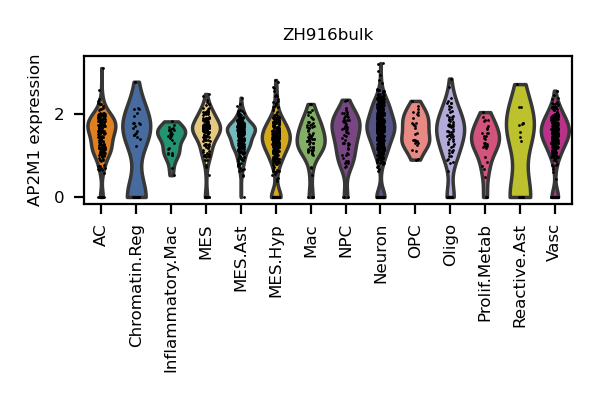 ZH916bulk
AP2M1 expression
2
0
AC
Chromatin.Reg
Inflammatory.Mac
MES
MES.Ast
MES.Hyp
Mac
NPC
Neuron
OPC
Oligo
Prolif.Metab
Reactive.Ast
Vasc